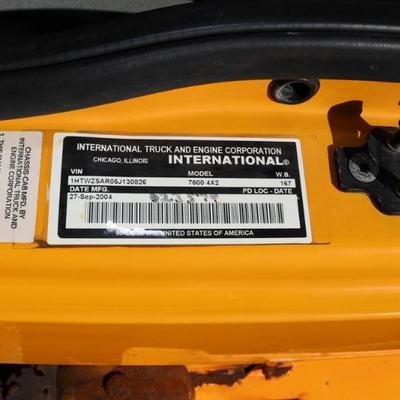 CHASSIS-CAB MFD. BY
INTERNATIONAL TRUCK AND
ENGINE CORPORATION
INTERNATIONAL TRUCK AND ENGINE CORPORATION
CHICAGO, ILLINOIS INTERNATIONAL®
VIN MODEL W.B.
1HTWZSAR05J130826 7600 4X2 167
DATE MFG. PD LOC - DATE
27-Sep-2004
MADE IN THE UNITED STATES OF AMERICA